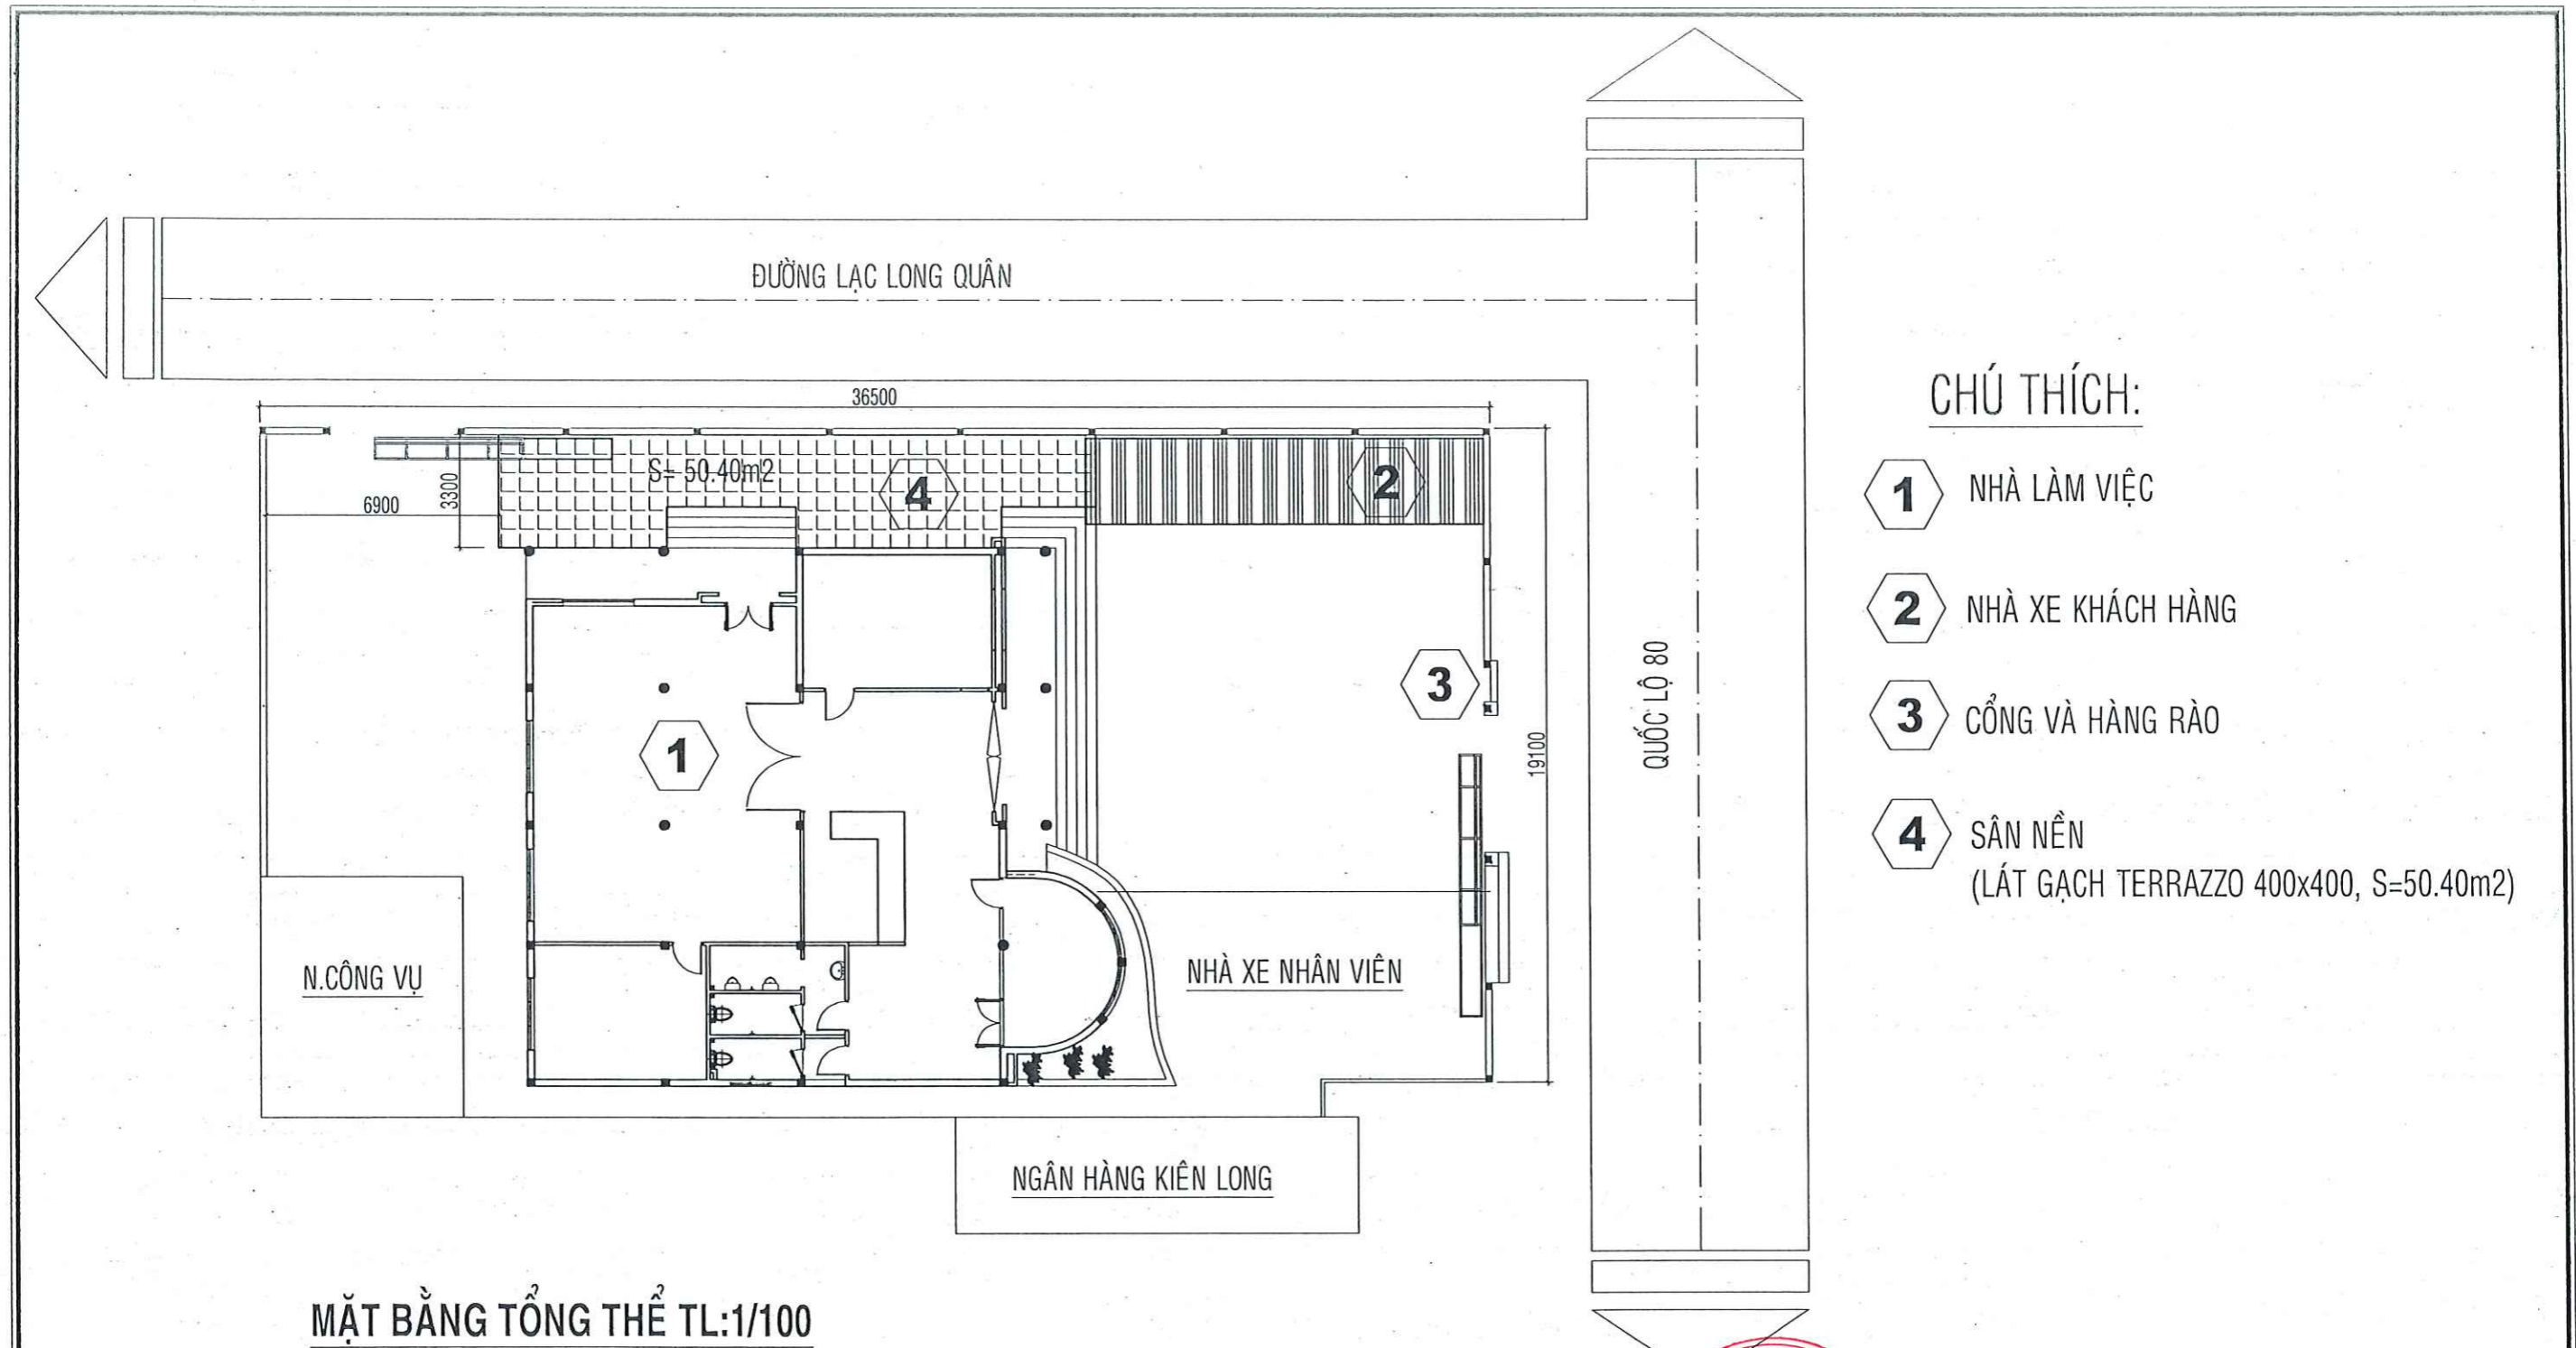 ĐƯỜNG LẠC LONG QUÂN
36500
S= 50.40m2
4
2
6900
3300
3
1
QUỐC LỘ 80
19100
N.CÔNG VỤ
NHÀ XE NHÂN VIÊN
NGÂN HÀNG KIÊN LONG
CHÚ THÍCH:
1 NHÀ LÀM VIỆC
2 NHÀ XE KHÁCH HÀNG
3 CỔNG VÀ HÀNG RÀO
4 SÂN NỀN
(LÁT GẠCH TERRAZZO 400x400, S=50.40m2)
MẶT BẰNG TỔNG THỂ TL:1/100